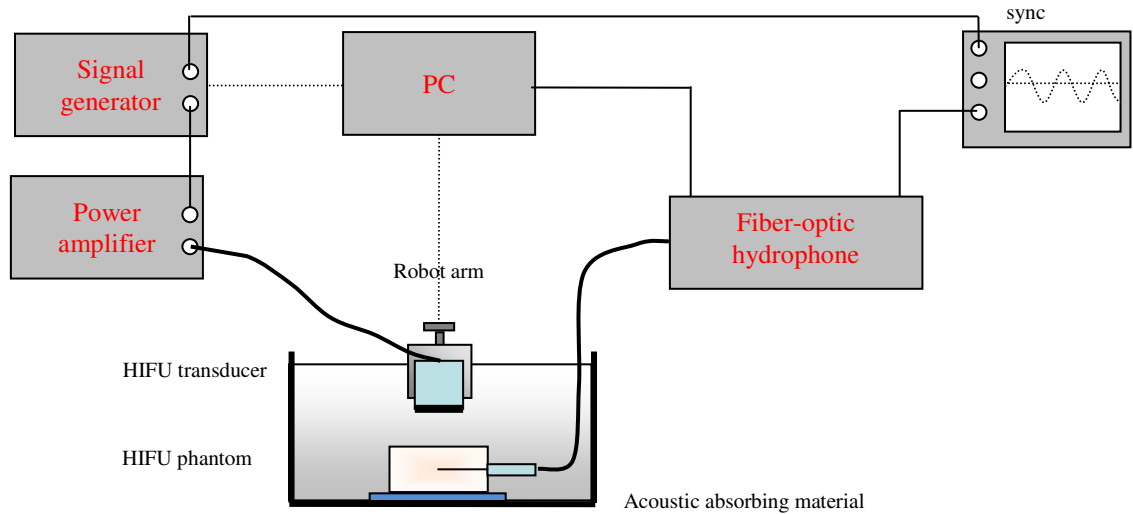 sync
Signal
generator
PC
Power
amplifier
Fiber-optic
hydrophone
Robot arm
HIFU transducer
HIFU phantom
Acoustic absorbing material